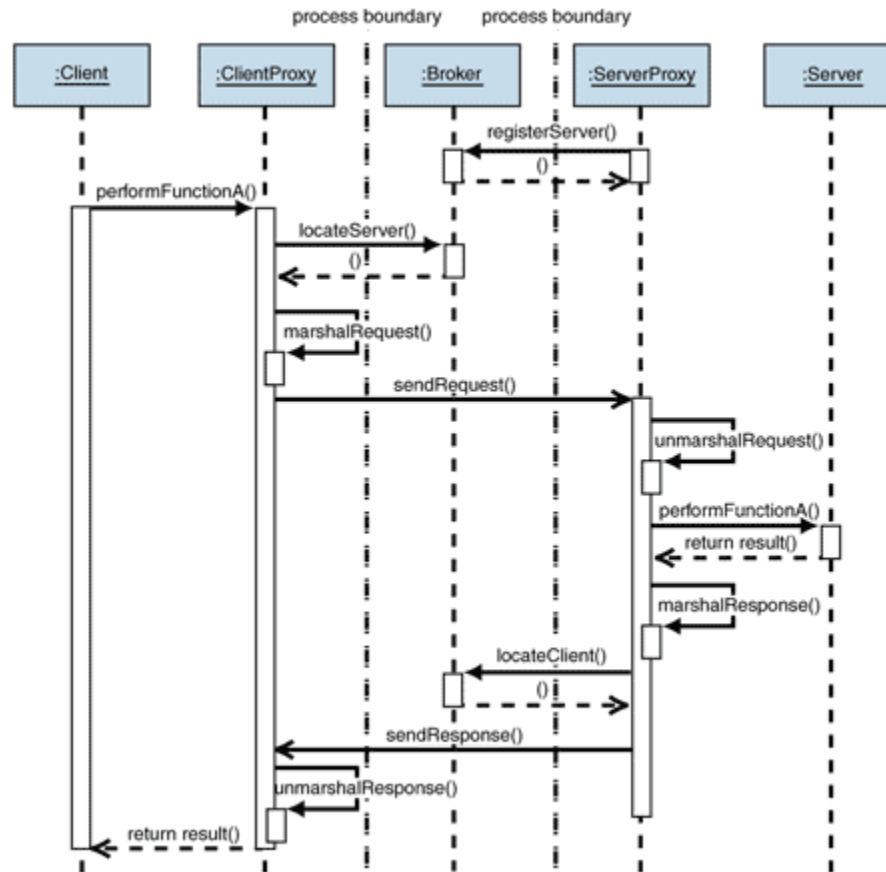 process boundary
process boundary
:Client
:ClientProxy
:Broker
:ServerProxy
:Server
registerServer()
()
performFunctionA()
locateServer()
()
marshalRequest()
sendRequest()
unmarshalRequest()
performFunctionA()
return result()
marshalResponse()
locateClient()
()
sendResponse()
unmarshalResponse()
return result()